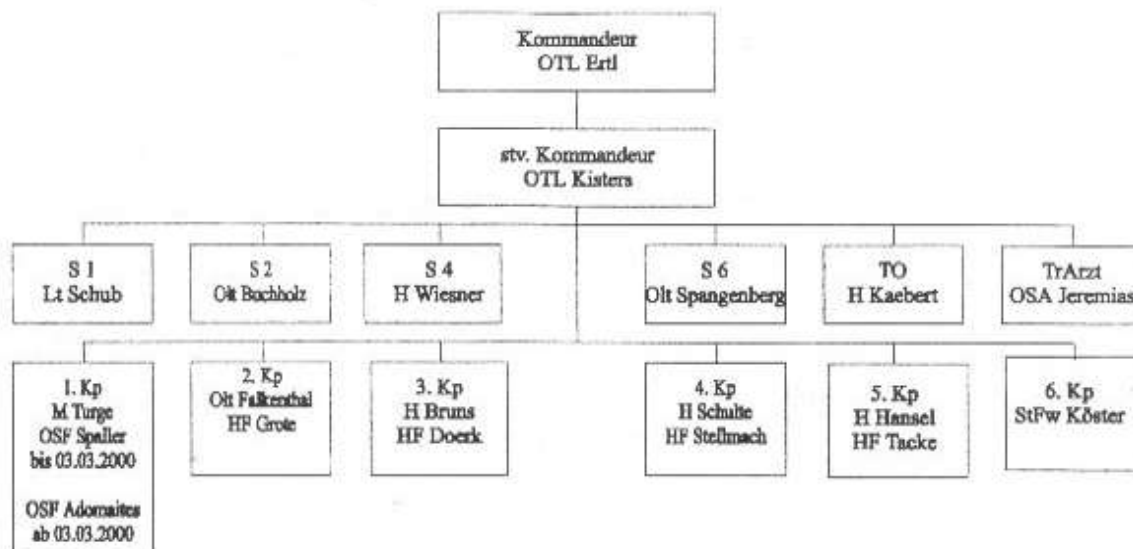 Kommandeur
OTL Ertl
stv. Kommandeur
OTL Kisters
S 1
Lt Schub
S 2
Olt Buchholz
S 4
H Wiesner
S 6
Olt Spangenberg
TO
H Kaebert
TrArzt
OSA Jeremias
1. Kp
M Turge
OSF Spaller
bis 03.03.2000
OSF Adomaites
ab 03.03.2000
2. Kp
Olt Falkenthal
HF Grote
3. Kp
H Bruns
HF Doerk
4. Kp
H Schulte
HF Stellmach
5. Kp
H Hansel
HF Tacke
6. Kp
StFw Köster